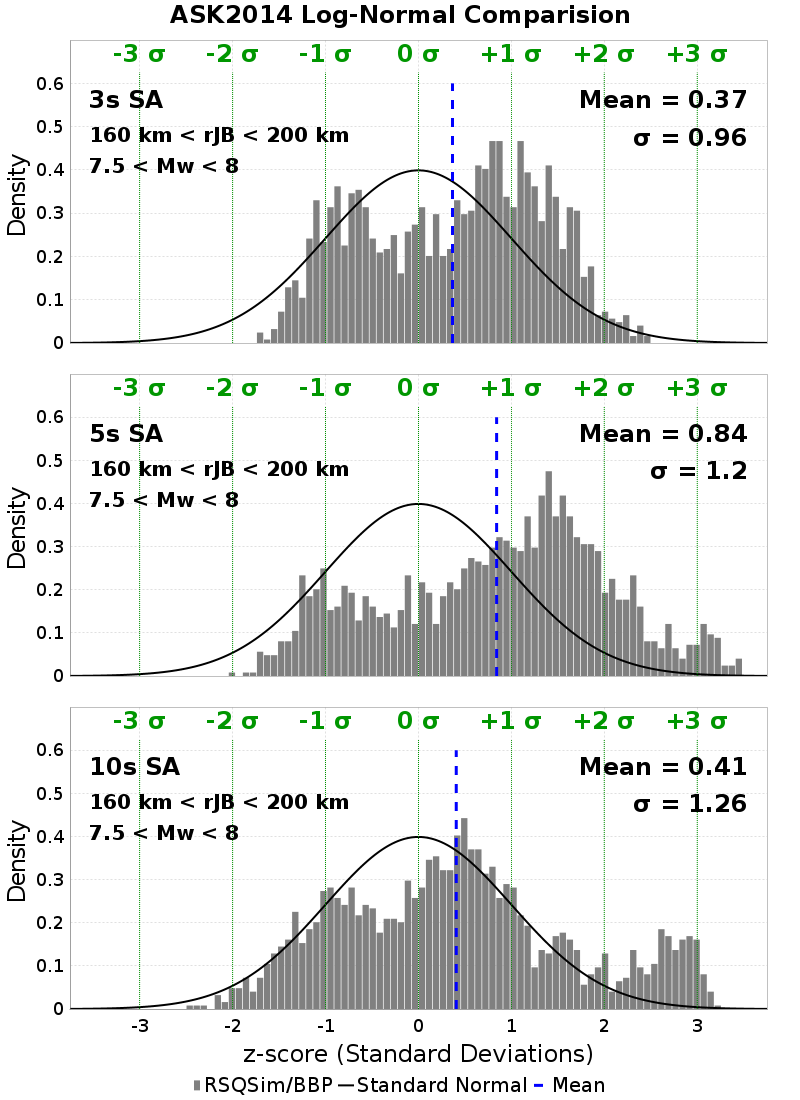 ASK2014 Log-Normal Comparision
-3 σ -2 σ -1 σ 0 σ +1 σ +2 σ +3 σ
3s SA
160 km < rJB < 200 km
7.5 < Mw < 8
Mean = 0.37
σ = 0.96
Density
0.6
0.5
0.4
0.3
0.2
0.1
0
-3 σ -2 σ -1 σ 0 σ +1 σ +2 σ +3 σ
5s SA
160 km < rJB < 200 km
7.5 < Mw < 8
Mean = 0.84
σ = 1.2
Density
0.6
0.5
0.4
0.3
0.2
0.1
0
-3 σ -2 σ -1 σ 0 σ +1 σ +2 σ +3 σ
10s SA
160 km < rJB < 200 km
7.5 < Mw < 8
Mean = 0.41
σ = 1.26
Density
0.6
0.5
0.4
0.3
0.2
0.1
0
-3 -2 -1 0 1 2 3
z-score (Standard Deviations)
RSQSim/BBP Standard Normal Mean